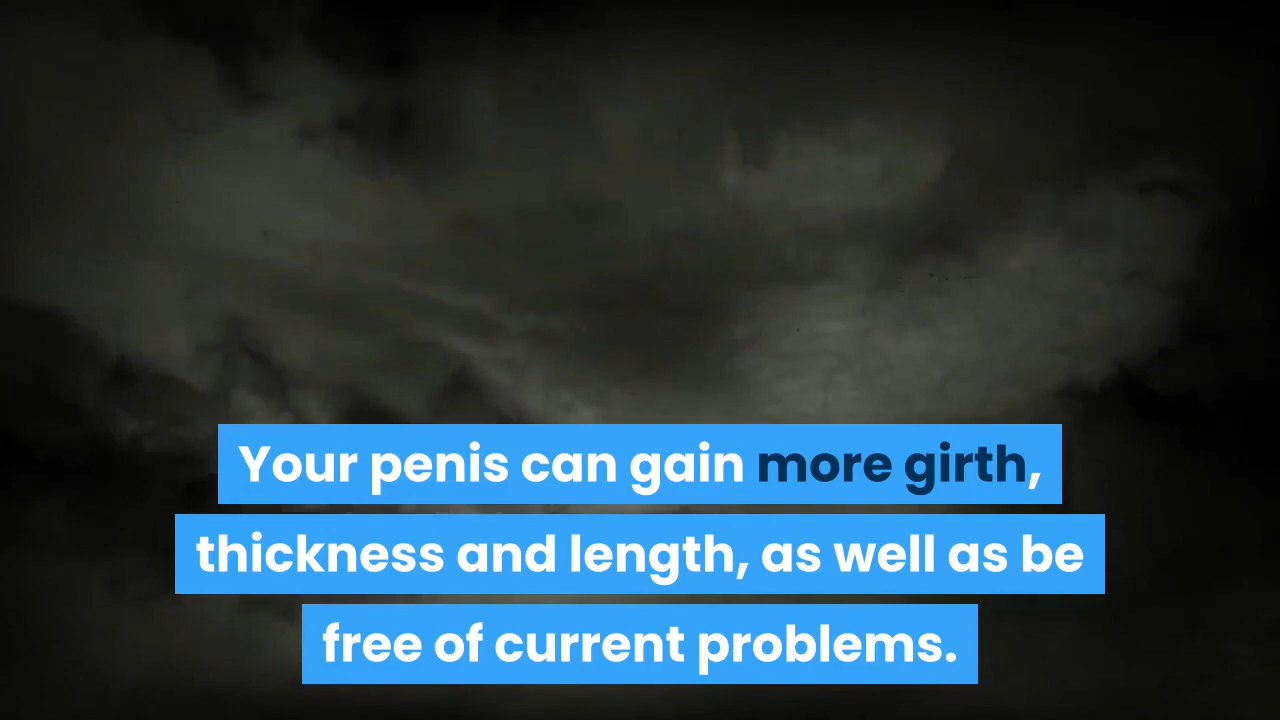 Your penis can gain more girth,
thickness and length, as well as be
free of current problems.